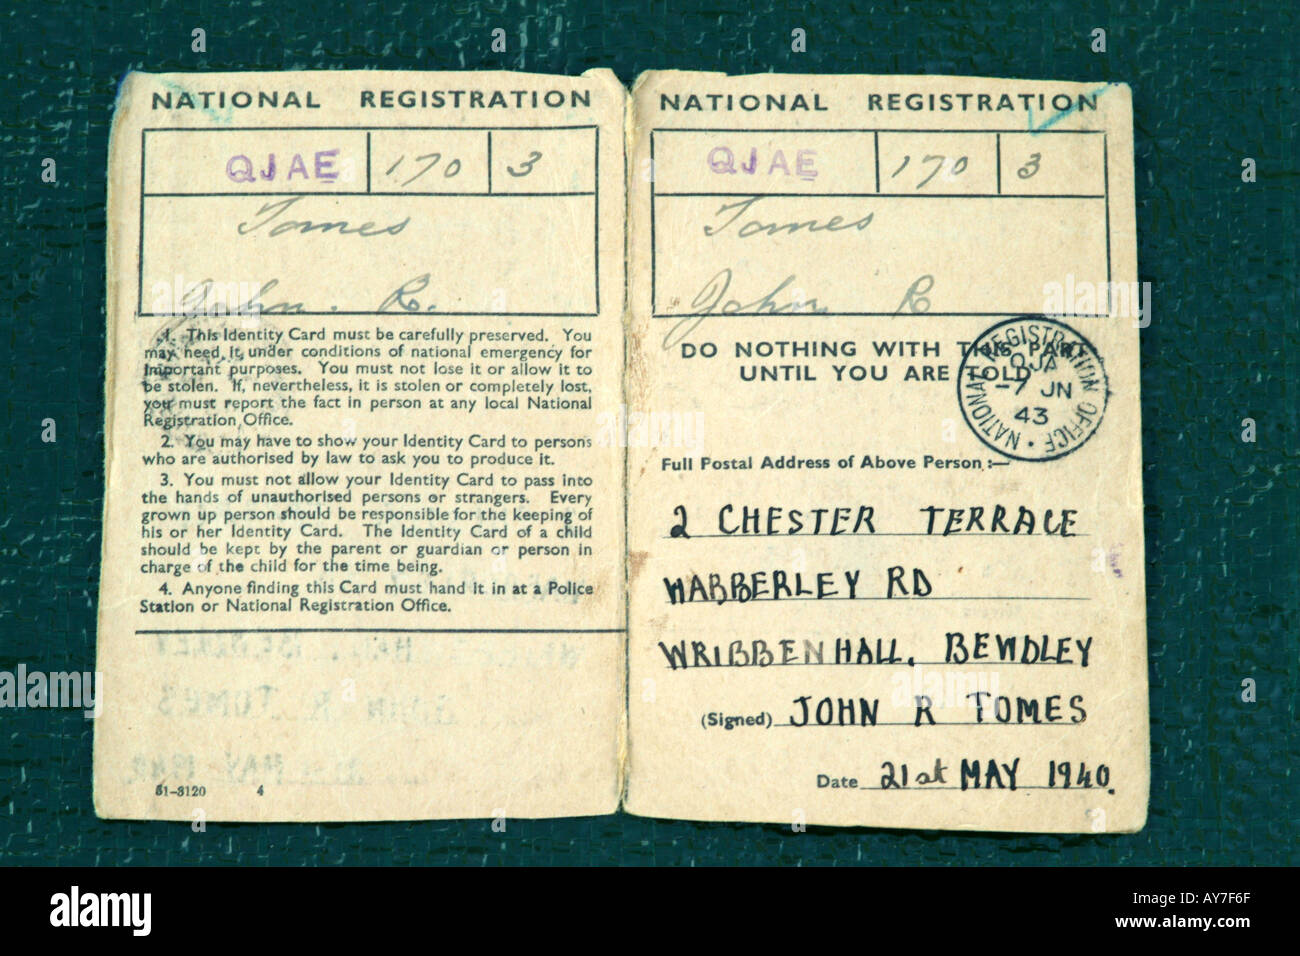 NATIONAL REGISTRATION
QJAE 170 3
Tomes
John. R.
1. This Identity Card must be carefully preserved. You
may need it under conditions of national emergency for
important purposes. You must not lose it or allow it to
be stolen. If, nevertheless, it is stolen or completely lost,
you must report the fact in person at any local National
Registration Office.
2. You may have to show your Identity Card to persons
who are authorised by law to ask you to produce it.
3. You must not allow your Identity Card to pass into
the hands of unauthorised persons or strangers. Every
grown up person should be responsible for the keeping of
his or her Identity Card. The Identity Card of a child
should be kept by the parent or guardian or person in
charge of the child for the time being.
4. Anyone finding this Card must hand it in at a Police
Station or National Registration Office.
51-3120 4
NATIONAL REGISTRATION
QJAE 170 3
Tomes
John R
DO NOTHING WITH THIS PART
UNTIL YOU ARE TOLD
NATIONAL REGISTRATION OFFICE
-7 JN
43
Full Postal Address of Above Person :—
2 CHESTER TERRACE
WABBERLEY RD
WRIBBENHALL. BEWDLEY
(Signed) JOHN R TOMES
Date 21st MAY 1940.
alamy
Image ID: AY7F6F
www.alamy.com